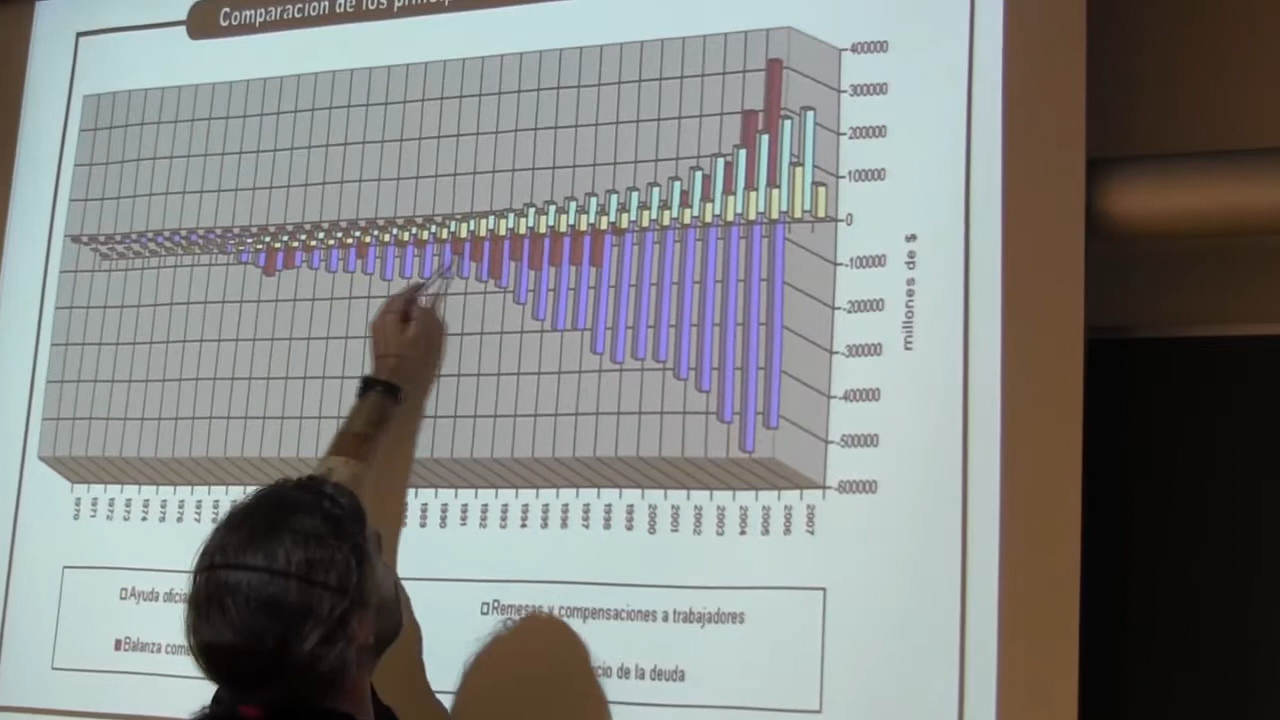 Comparación de los princip
400000
300000
200000
100000
0
-100000
-200000
-300000
-400000
-500000
-600000
millones de $
1970 1971 1972 1973 1974 1975 1976 1977 1989 1990 1991 1992 1993 1994 1995 1996 1997 1998 1999 2000 2001 2002 2003 2004 2005 2006 2007
Ayuda oficia
Remesas y compensaciones a trabajadores
Balanza come
cio de la deuda